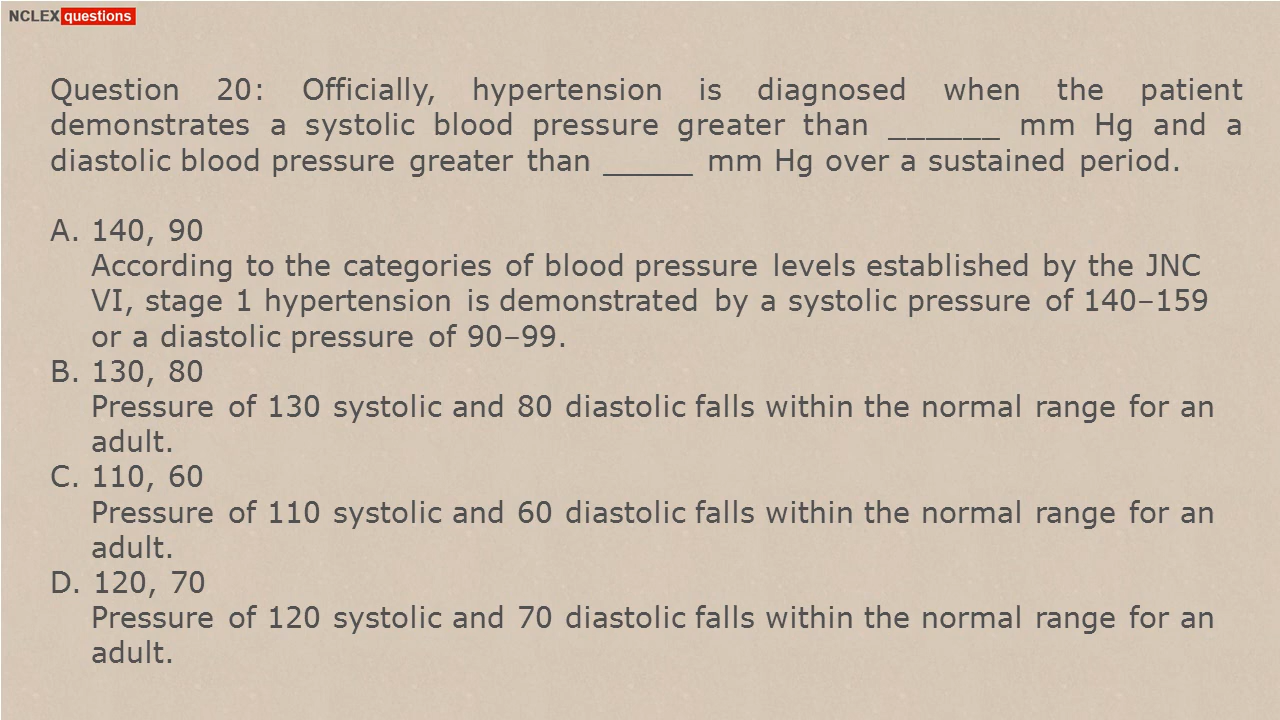 NCLEX questions
Question 20: Officially, hypertension is diagnosed when the patient
demonstrates a systolic blood pressure greater than ______ mm Hg and a
diastolic blood pressure greater than _____ mm Hg over a sustained period.
A. 140, 90
According to the categories of blood pressure levels established by the JNC
VI, stage 1 hypertension is demonstrated by a systolic pressure of 140–159
or a diastolic pressure of 90–99.
B. 130, 80
Pressure of 130 systolic and 80 diastolic falls within the normal range for an
adult.
C. 110, 60
Pressure of 110 systolic and 60 diastolic falls within the normal range for an
adult.
D. 120, 70
Pressure of 120 systolic and 70 diastolic falls within the normal range for an
adult.